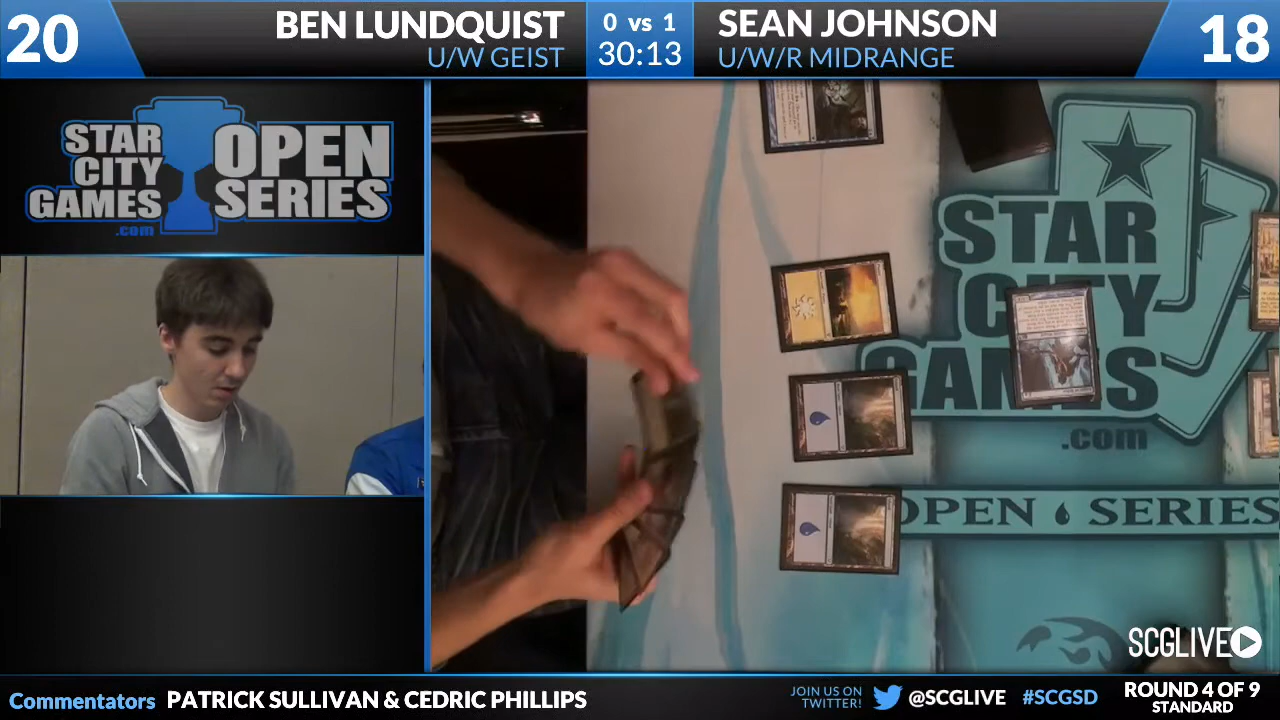 20
BEN LUNDQUIST
U/W GEIST
0 vs 1
30:13
SEAN JOHNSON
U/W/R MIDRANGE
18
STAR
CITY
GAMES
.com
OPEN
SERIES
STAR
CITY
GAMES
.com
OPEN SERIES
SCGLIVE
Commentators PATRICK SULLIVAN & CEDRIC PHILLIPS
JOIN US ON
TWITTER!
@SCGLIVE #SCGSD
ROUND 4 OF 9
STANDARD